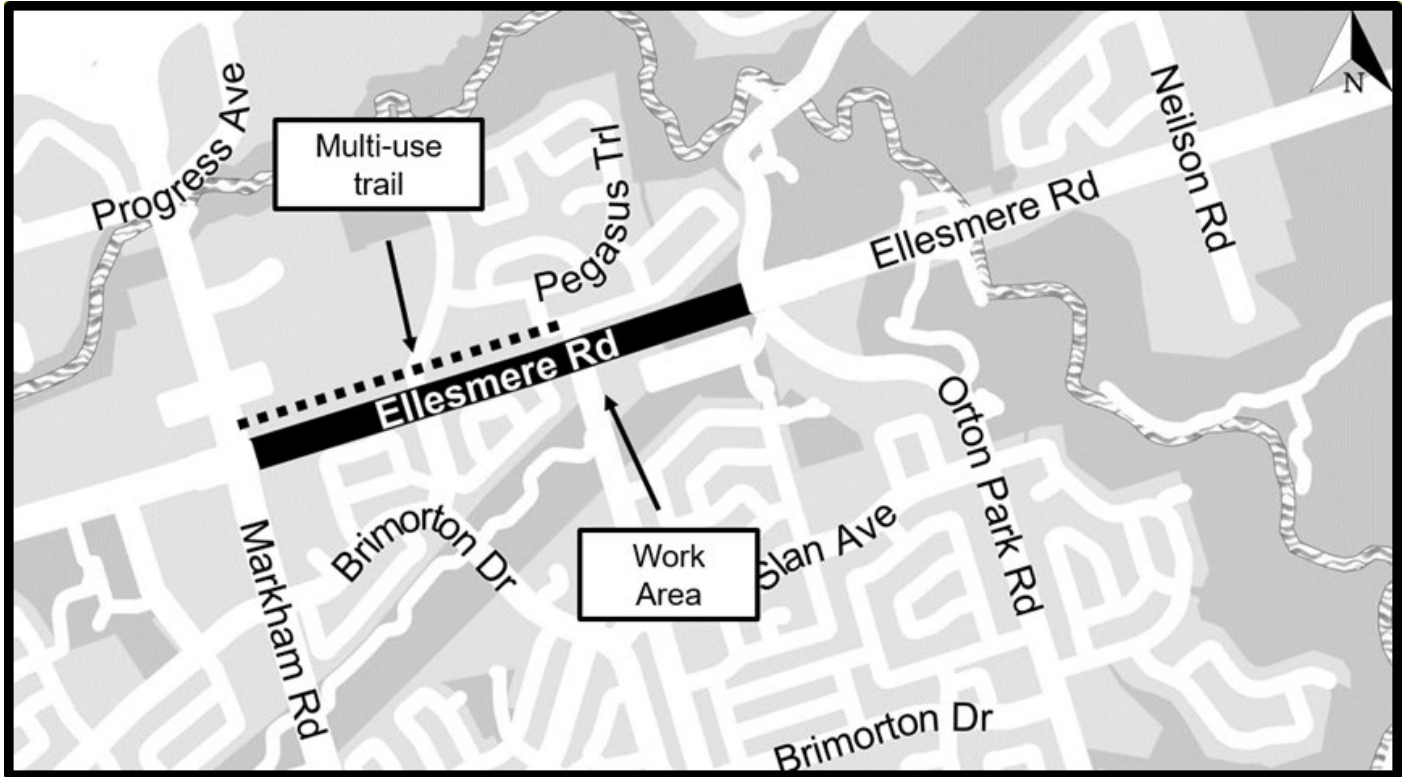 Progress Ave
Multi-use
trail
Pegasus Trl
Neilson Rd
N
Ellesmere Rd
Ellesmere Rd
Orton Park Rd
Brimorton Dr
Markham Rd
Work
Area
Slan Ave
Brimorton Dr